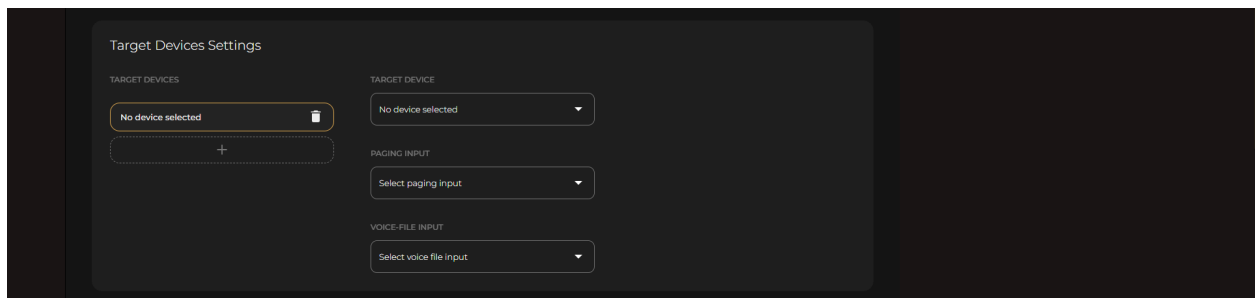 Target Devices Settings
TARGET DEVICES
No device selected
+
TARGET DEVICE
No device selected
PAGING INPUT
Select paging input
VOICE-FILE INPUT
Select voice file input